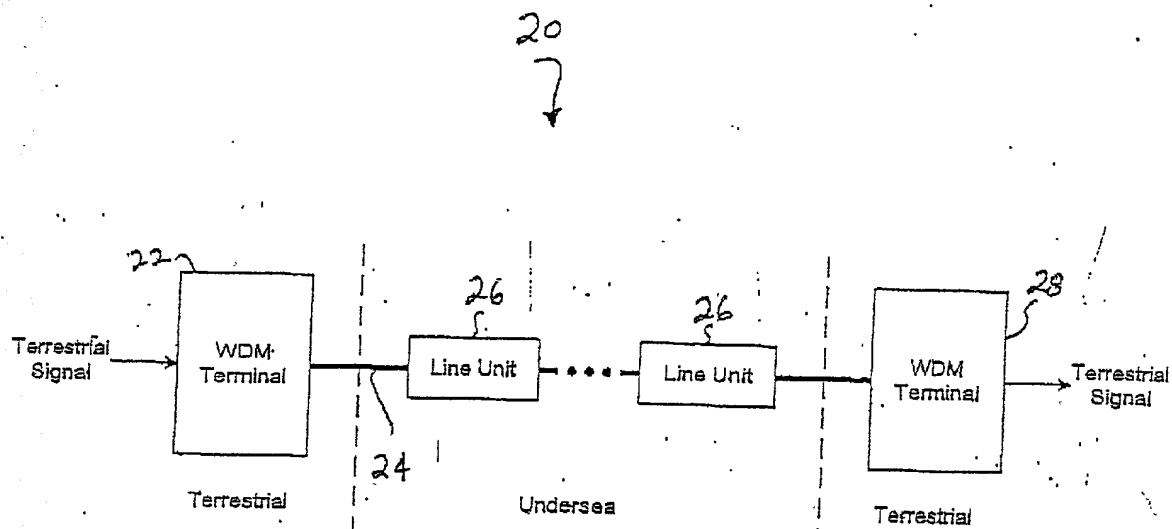 20
22
26
26
28
Terrestrial
Signal
WDM
Terminal
Line Unit
Line Unit
WDM
Terminal
Terrestrial
Signal
24
Terrestrial
Undersea
Terrestrial